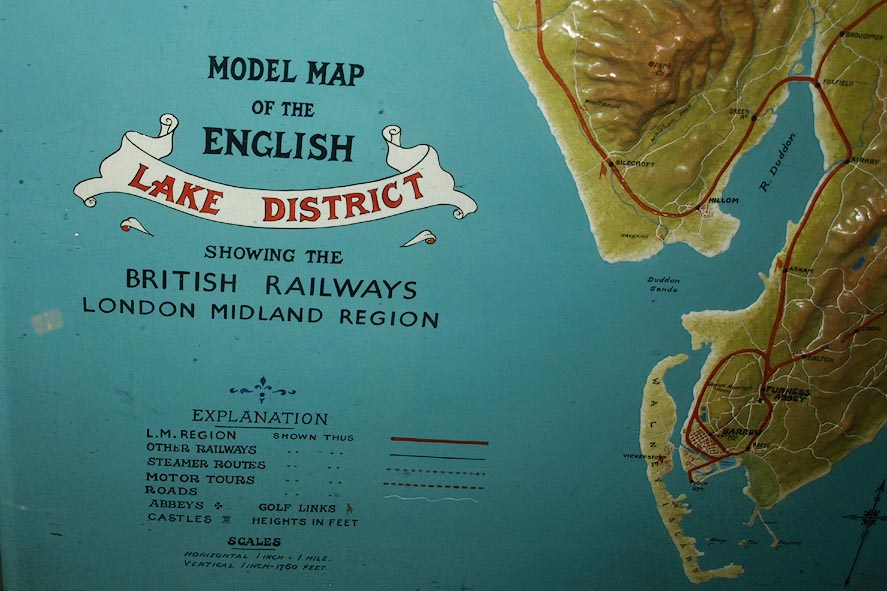 MODEL MAP
OF THE
ENGLISH
LAKE DISTRICT
SHOWING THE
BRITISH RAILWAYS
LONDON MIDLAND REGION
EXPLANATION
L.M. REGION SHOWN THUS
OTHER RAILWAYS " "
STEAMER ROUTES " "
MOTOR TOURS " "
ROADS " "
ABBEYS GOLF LINKS
CASTLES HEIGHTS IN FEET
SCALES
HORIZONTAL 1 INCH = 1 MILE.
VERTICAL 1 INCH = 1760 FEET.
BROUGHTON
FOXFIELD
GREEN
R. Duddon
KIRKBY
SILECROFT
MILLOM
HAVERIGG
Duddon
Sands
ASKAM
DALTON
FURNESS
ABBEY
BARROW
VICKERSTOWN
WALNEY ISLAND